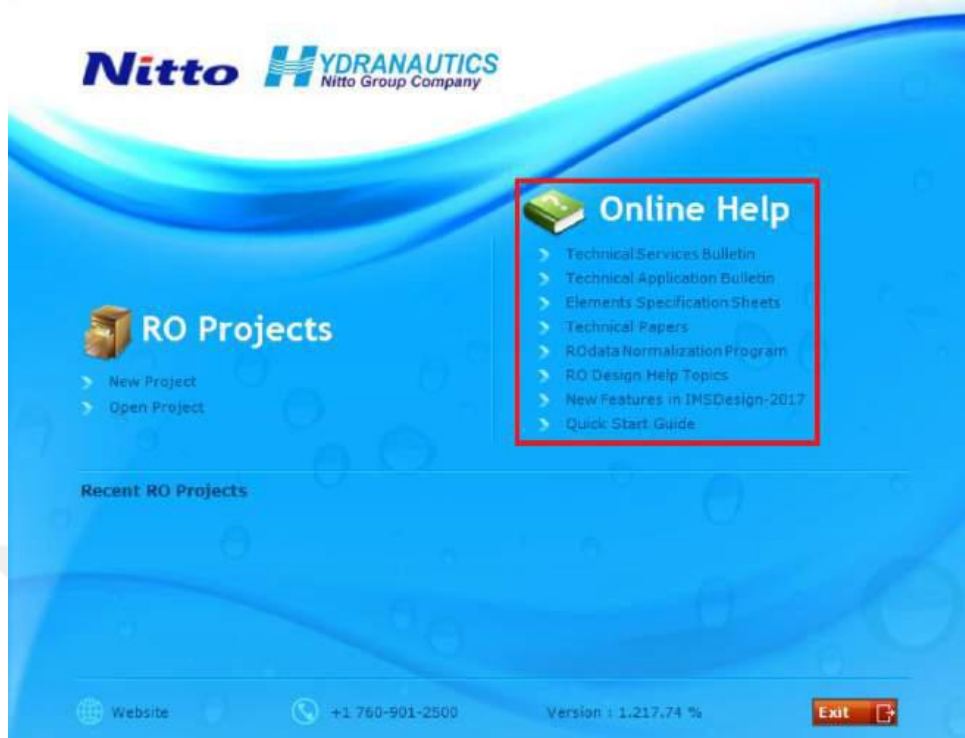 Nitto HYDRANAUTICS
Nitto Group Company
Online Help
Technical Services Bulletin
Technical Application Bulletin
Elements Specification Sheets
Technical Papers
ROdata Normalization Program
RO Design Help Topics
New Features in IMSDesign-2017
Quick Start Guide
RO Projects
New Project
Open Project
Recent RO Projects
Website
+1 760-901-2500
Version : 1.217.74 %
Exit